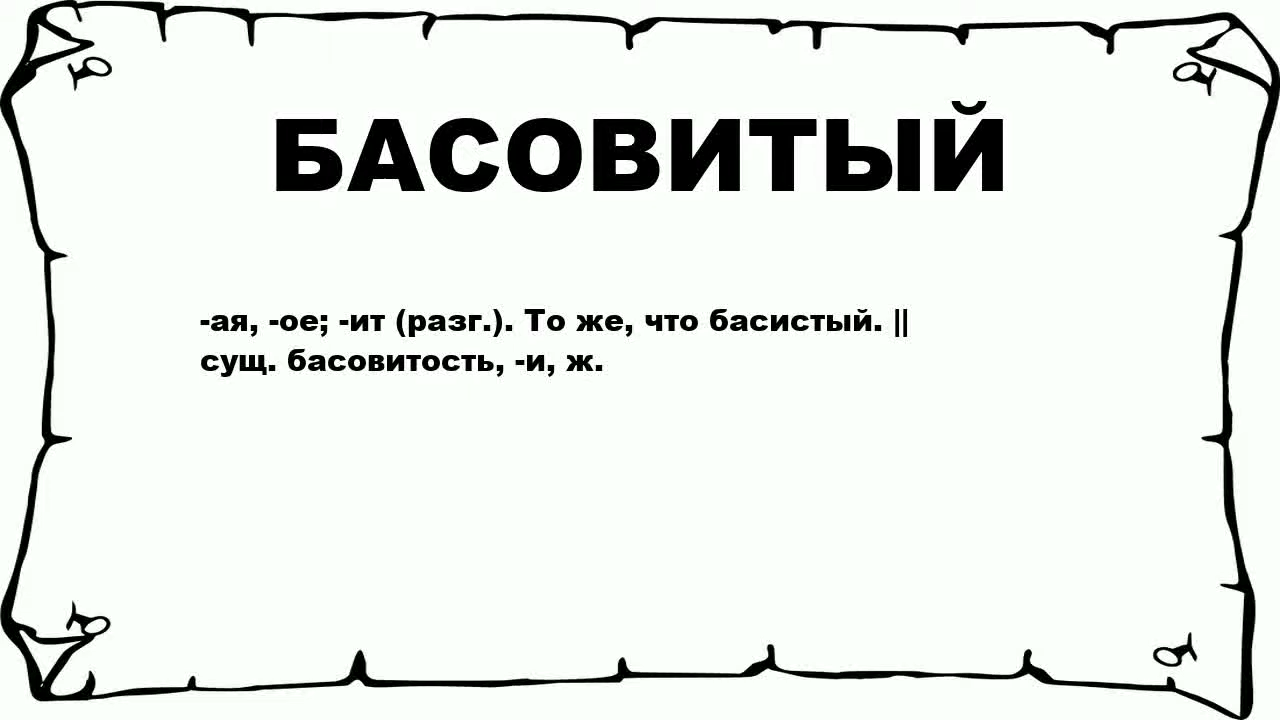 БАСОВИТЫЙ
-ая, -ое; -ит (разг.). То же, что басистый. ||
сущ. басовитость, -и, ж.